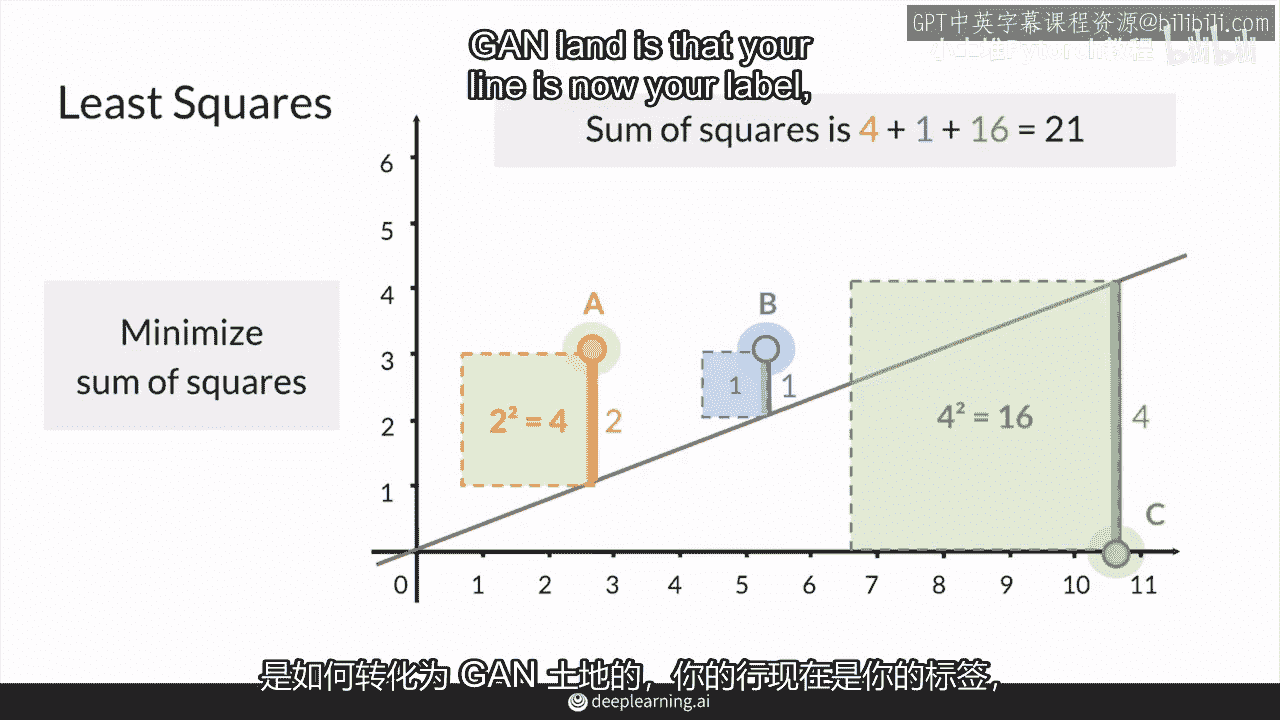 GPT中英字幕课程资源@bilibili.com
GAN land is that your
line is now your label,
Least Squares
Sum of squares is 4 + 1 + 16 = 21
Minimize
sum of squares
6
5
4
3
2
1
A
2² = 4
2
B
1
1
4² = 16
4
C
0 1 2 3 4 5 6 7 8 9 10 11
是如何转化为 GAN 土地的，你的行现在是你的标签，
deeplearning.ai